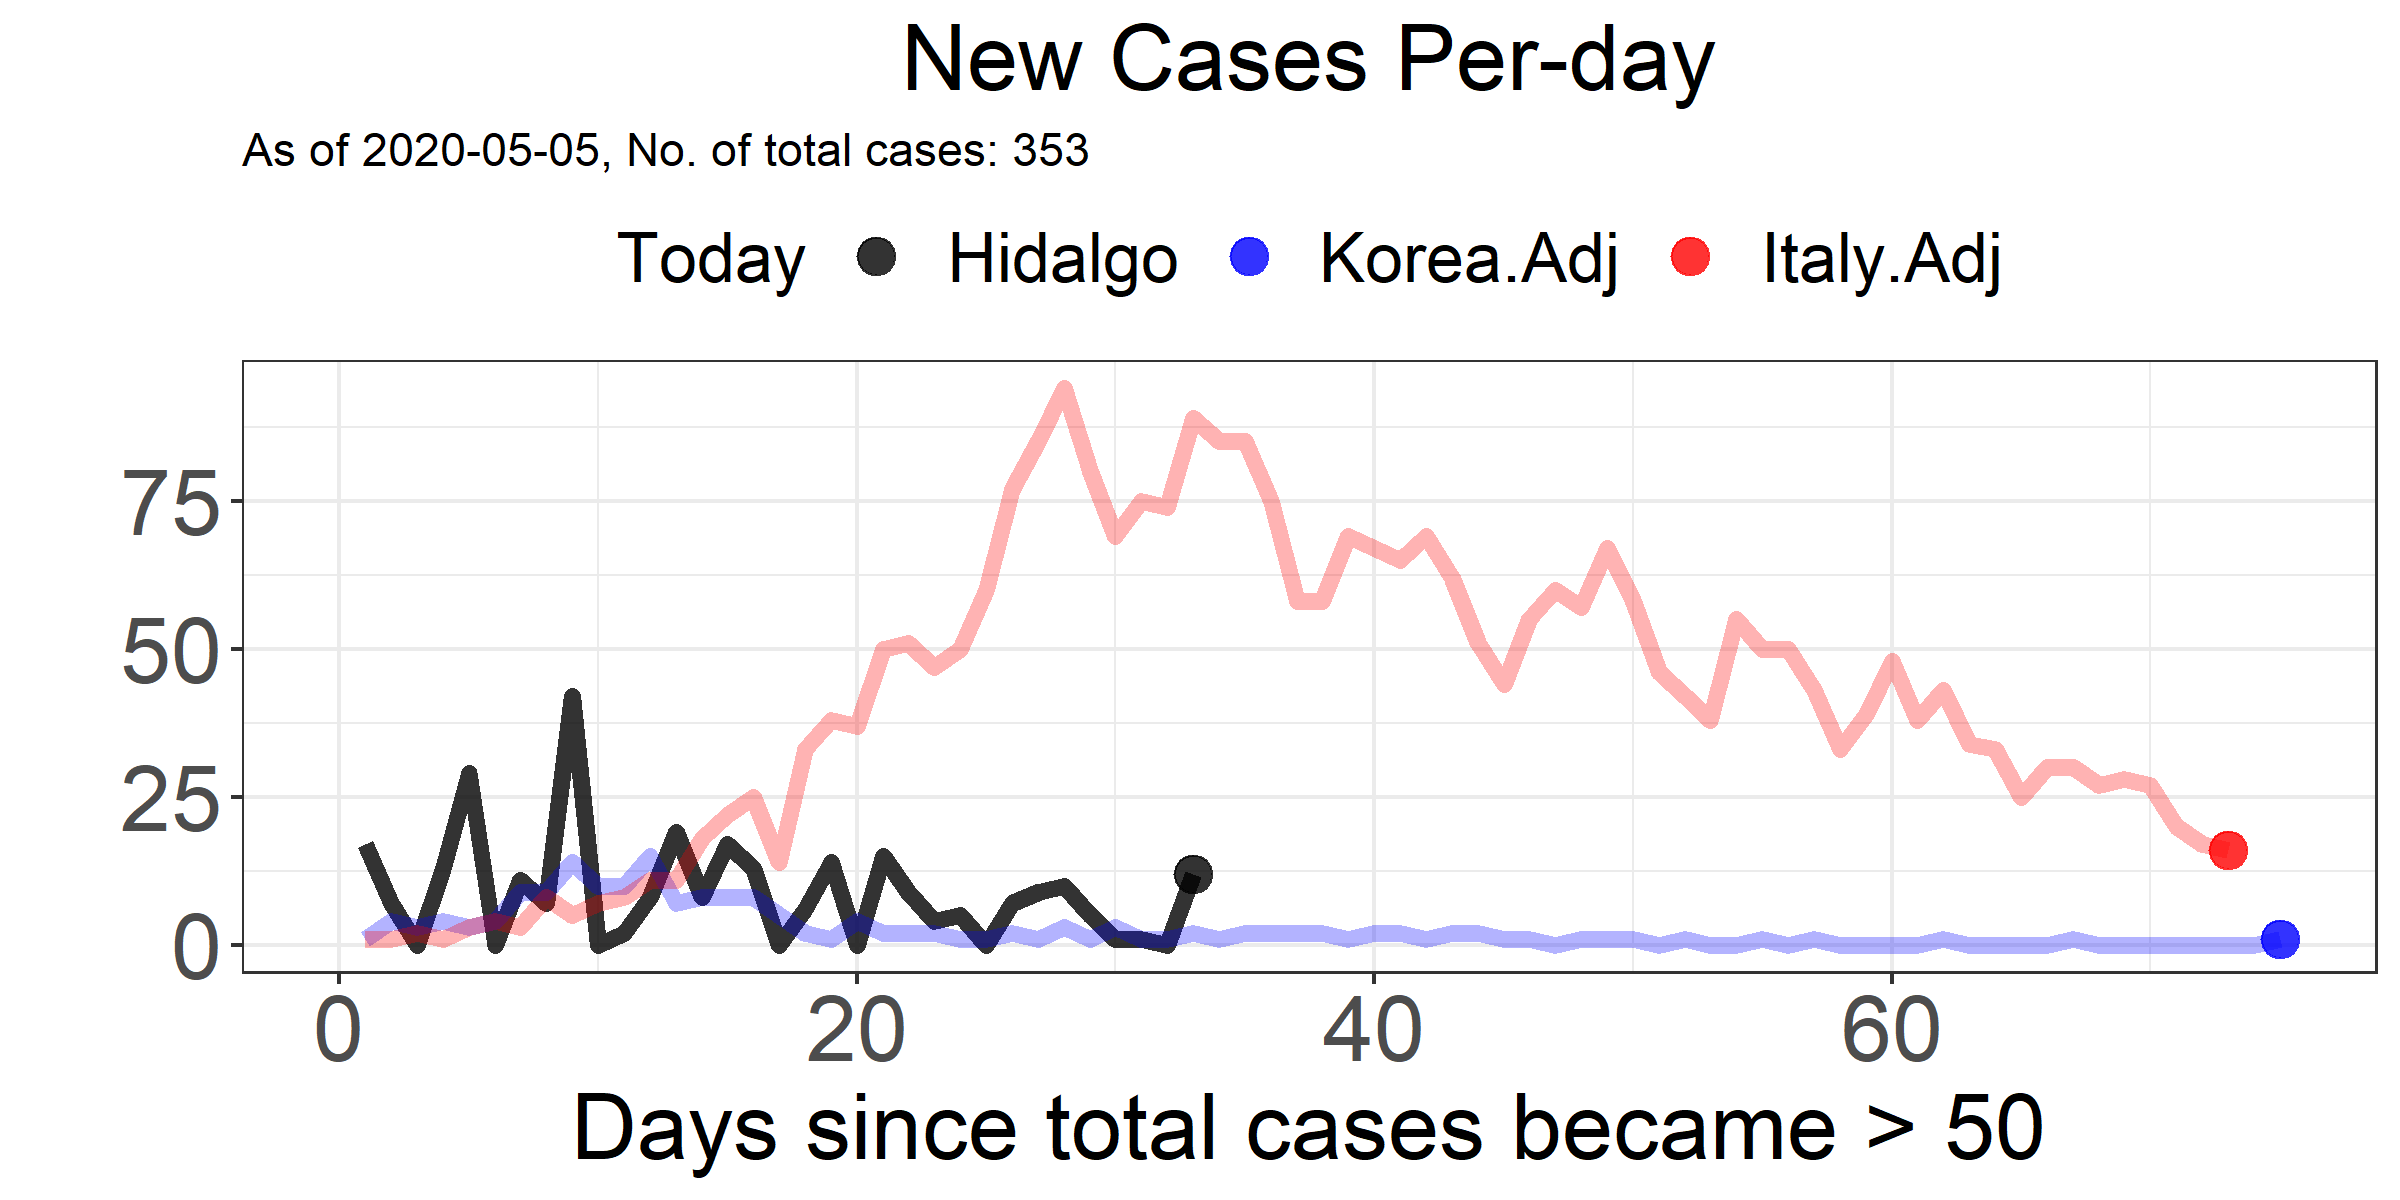 New Cases Per-day
As of 2020-05-05, No. of total cases: 353
Today Hidalgo Korea.Adj Italy.Adj
75
50
25
0
0 20 40 60
Days since total cases became > 50